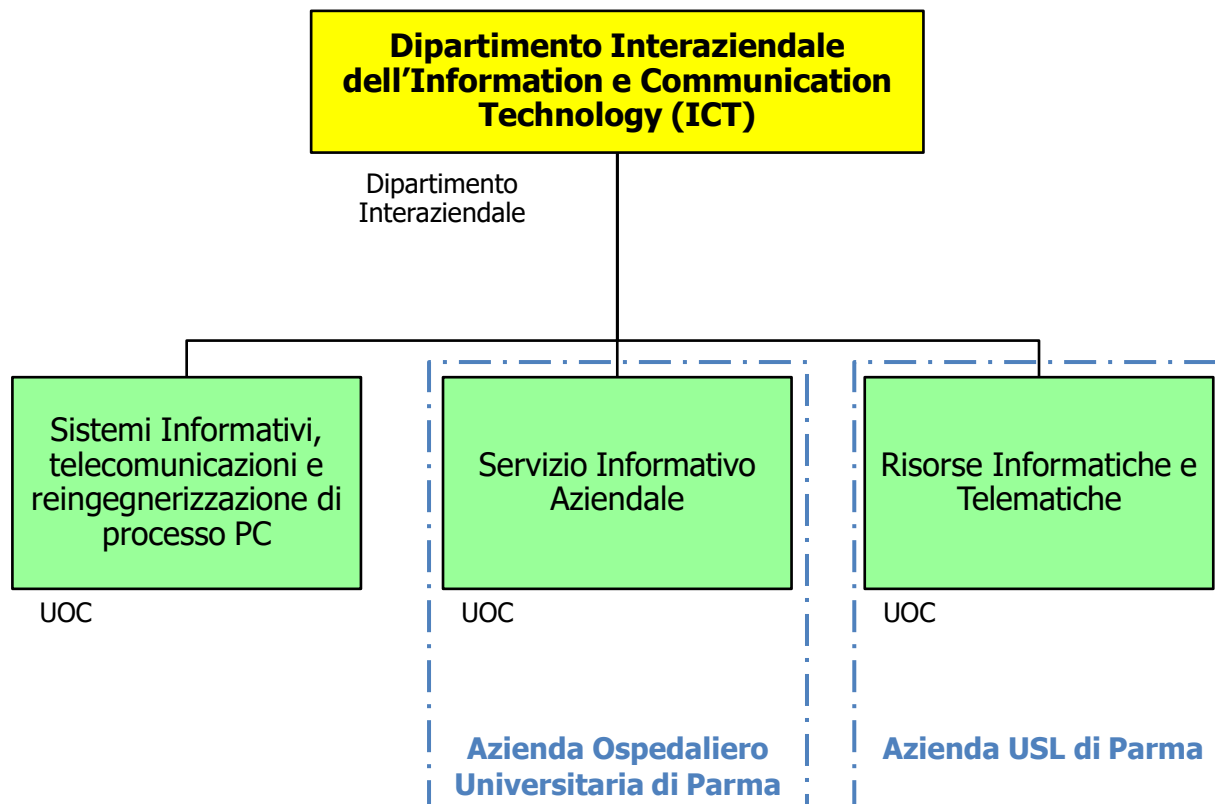 Dipartimento Interaziendale
dell’Information e Communication
Technology (ICT)
Dipartimento
Interaziendale
Sistemi Informativi,
telecomunicazioni e
reingegnerizzazione di
processo PC
UOC
Servizio Informativo
Aziendale
UOC
Risorse Informatiche e
Telematiche
UOC
Azienda Ospedaliero
Universitaria di Parma
Azienda USL di Parma